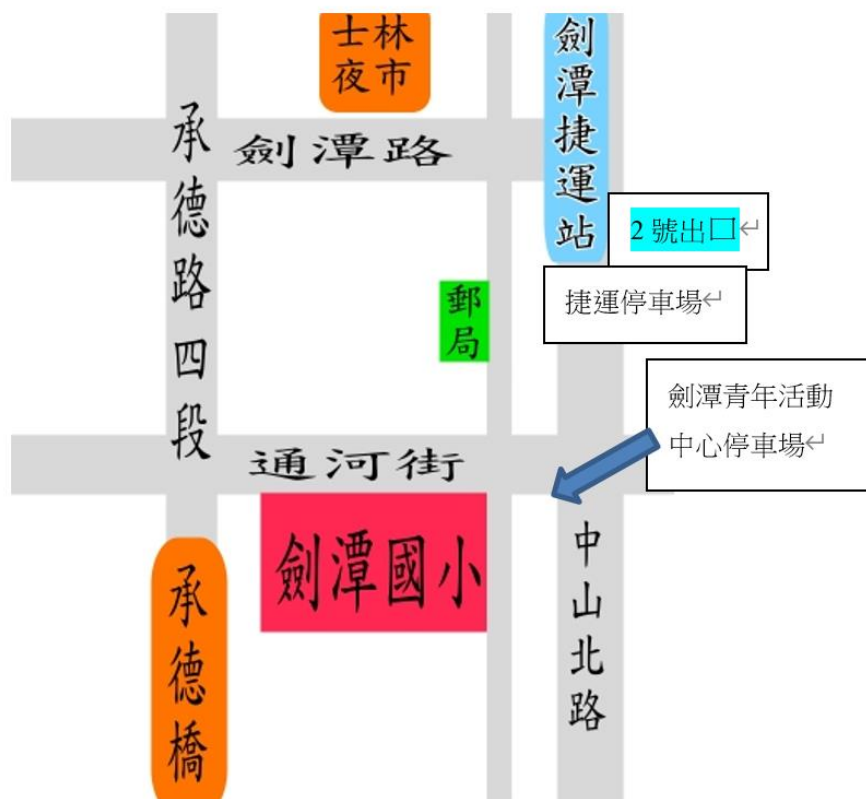 士林
夜市
劍潭捷運站
承德路四段
劍潭路
2 號出口↵
捷運停車場↵
郵局
劍潭青年活動
中心停車場↵
通河街
劍潭國小
中山北路
承德橋